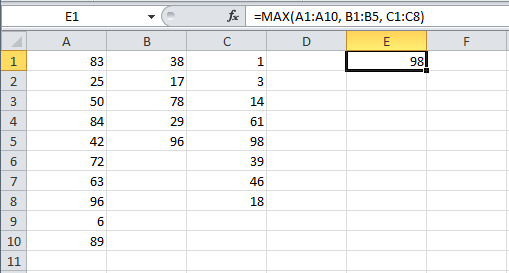 E1 fx =MAX(A1:A10, B1:B5, C1:C8)
A B C D E F
1 83 38 1 98
2 25 17 3
3 50 78 14
4 84 29 61
5 42 96 98
6 72 39
7 63 46
8 96 18
9 6
10 89
11